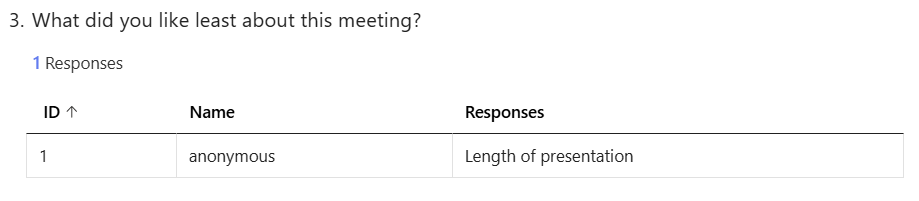 3. What did you like least about this meeting?
1 Responses
ID ↑ Name Responses
1 anonymous Length of presentation